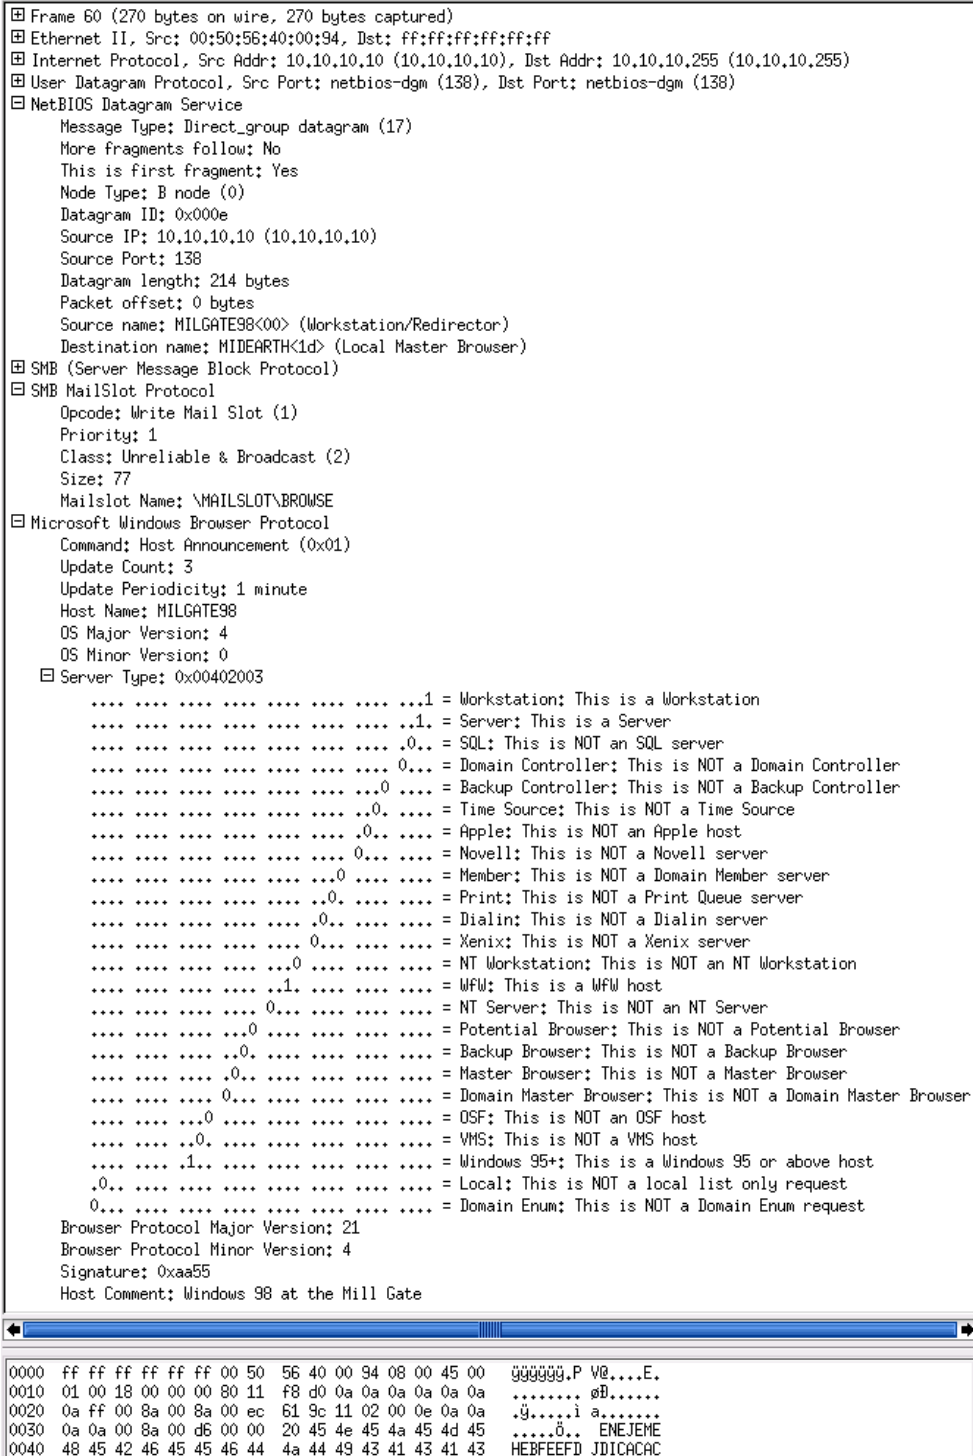 Frame 60 (270 bytes on wire, 270 bytes captured)
Ethernet II, Src: 00:50:56:40:00:94, Dst: ff:ff:ff:ff:ff:ff
Internet Protocol, Src Addr: 10.10.10.10 (10.10.10.10), Dst Addr: 10.10.10.255 (10.10.10.255)
User Datagram Protocol, Src Port: netbios-dgm (138), Dst Port: netbios-dgm (138)
NetBIOS Datagram Service
Message Type: Direct_group datagram (17)
More fragments follow: No
This is first fragment: Yes
Node Type: B node (0)
Datagram ID: 0x000e
Source IP: 10.10.10.10 (10.10.10.10)
Source Port: 138
Datagram length: 214 bytes
Packet offset: 0 bytes
Source name: MILGATE98<00> (Workstation/Redirector)
Destination name: MIDEARTH<1d> (Local Master Browser)
SMB (Server Message Block Protocol)
SMB MailSlot Protocol
Opcode: Write Mail Slot (1)
Priority: 1
Class: Unreliable & Broadcast (2)
Size: 77
Mailslot Name: \MAILSLOT\BROWSE
Microsoft Windows Browser Protocol
Command: Host Announcement (0x01)
Update Count: 3
Update Periodicity: 1 minute
Host Name: MILGATE98
OS Major Version: 4
OS Minor Version: 0
Server Type: 0x00402003
.... .... .... .... .... .... .... ...1 = Workstation: This is a Workstation
.... .... .... .... .... .... .... ..1. = Server: This is a Server
.... .... .... .... .... .... .... .0.. = SQL: This is NOT an SQL server
.... .... .... .... .... .... .... 0... = Domain Controller: This is NOT a Domain Controller
.... .... .... .... .... .... ...0 .... = Backup Controller: This is NOT a Backup Controller
.... .... .... .... .... .... ..0. .... = Time Source: This is NOT a Time Source
.... .... .... .... .... .... .0.. .... = Apple: This is NOT an Apple host
.... .... .... .... .... .... 0... .... = Novell: This is NOT a Novell server
.... .... .... .... .... ...0 .... .... = Member: This is NOT a Domain Member server
.... .... .... .... .... ..0. .... .... = Print: This is NOT a Print Queue server
.... .... .... .... .... .0.. .... .... = Dialin: This is NOT a Dialin server
.... .... .... .... .... 0... .... .... = Xenix: This is NOT a Xenix server
.... .... .... .... ...0 .... .... .... = NT Workstation: This is NOT an NT Workstation
.... .... .... .... ..1. .... .... .... = WfW: This is a WfW host
.... .... .... .... 0... .... .... .... = NT Server: This is NOT an NT Server
.... .... .... ...0 .... .... .... .... = Potential Browser: This is NOT a Potential Browser
.... .... .... ..0. .... .... .... .... = Backup Browser: This is NOT a Backup Browser
.... .... .... .0.. .... .... .... .... = Master Browser: This is NOT a Master Browser
.... .... .... 0... .... .... .... .... = Domain Master Browser: This is NOT a Domain Master Browser
.... .... ...0 .... .... .... .... .... = OSF: This is NOT an OSF host
.... .... ..0. .... .... .... .... .... = VMS: This is NOT a VMS host
.... .... .1.. .... .... .... .... .... = Windows 95+: This is a Windows 95 or above host
.0.. .... .... .... .... .... .... .... = Local: This is NOT a local list only request
0... .... .... .... .... .... .... .... = Domain Enum: This is NOT a Domain Enum request
Browser Protocol Major Version: 21
Browser Protocol Minor Version: 4
Signature: 0xaa55
Host Comment: Windows 98 at the Mill Gate
0000 ff ff ff ff ff ff 00 50 56 40 00 94 08 00 45 00 ÿÿÿÿÿÿ.P V@....E.
0010 01 00 18 00 00 00 80 11 f8 d0 0a 0a 0a 0a 0a 0a ........ øÐ......
0020 0a ff 00 8a 00 8a 00 ec 61 9c 11 02 00 0e 0a 0a .ÿ.....ì a.......
0030 0a 0a 00 8a 00 d6 00 00 20 45 4e 45 4a 45 4d 45 .....Ö.. ENEJEME
0040 48 45 42 46 45 45 46 44 4a 44 49 43 41 43 41 43 HEBFEEFD JDICACAC